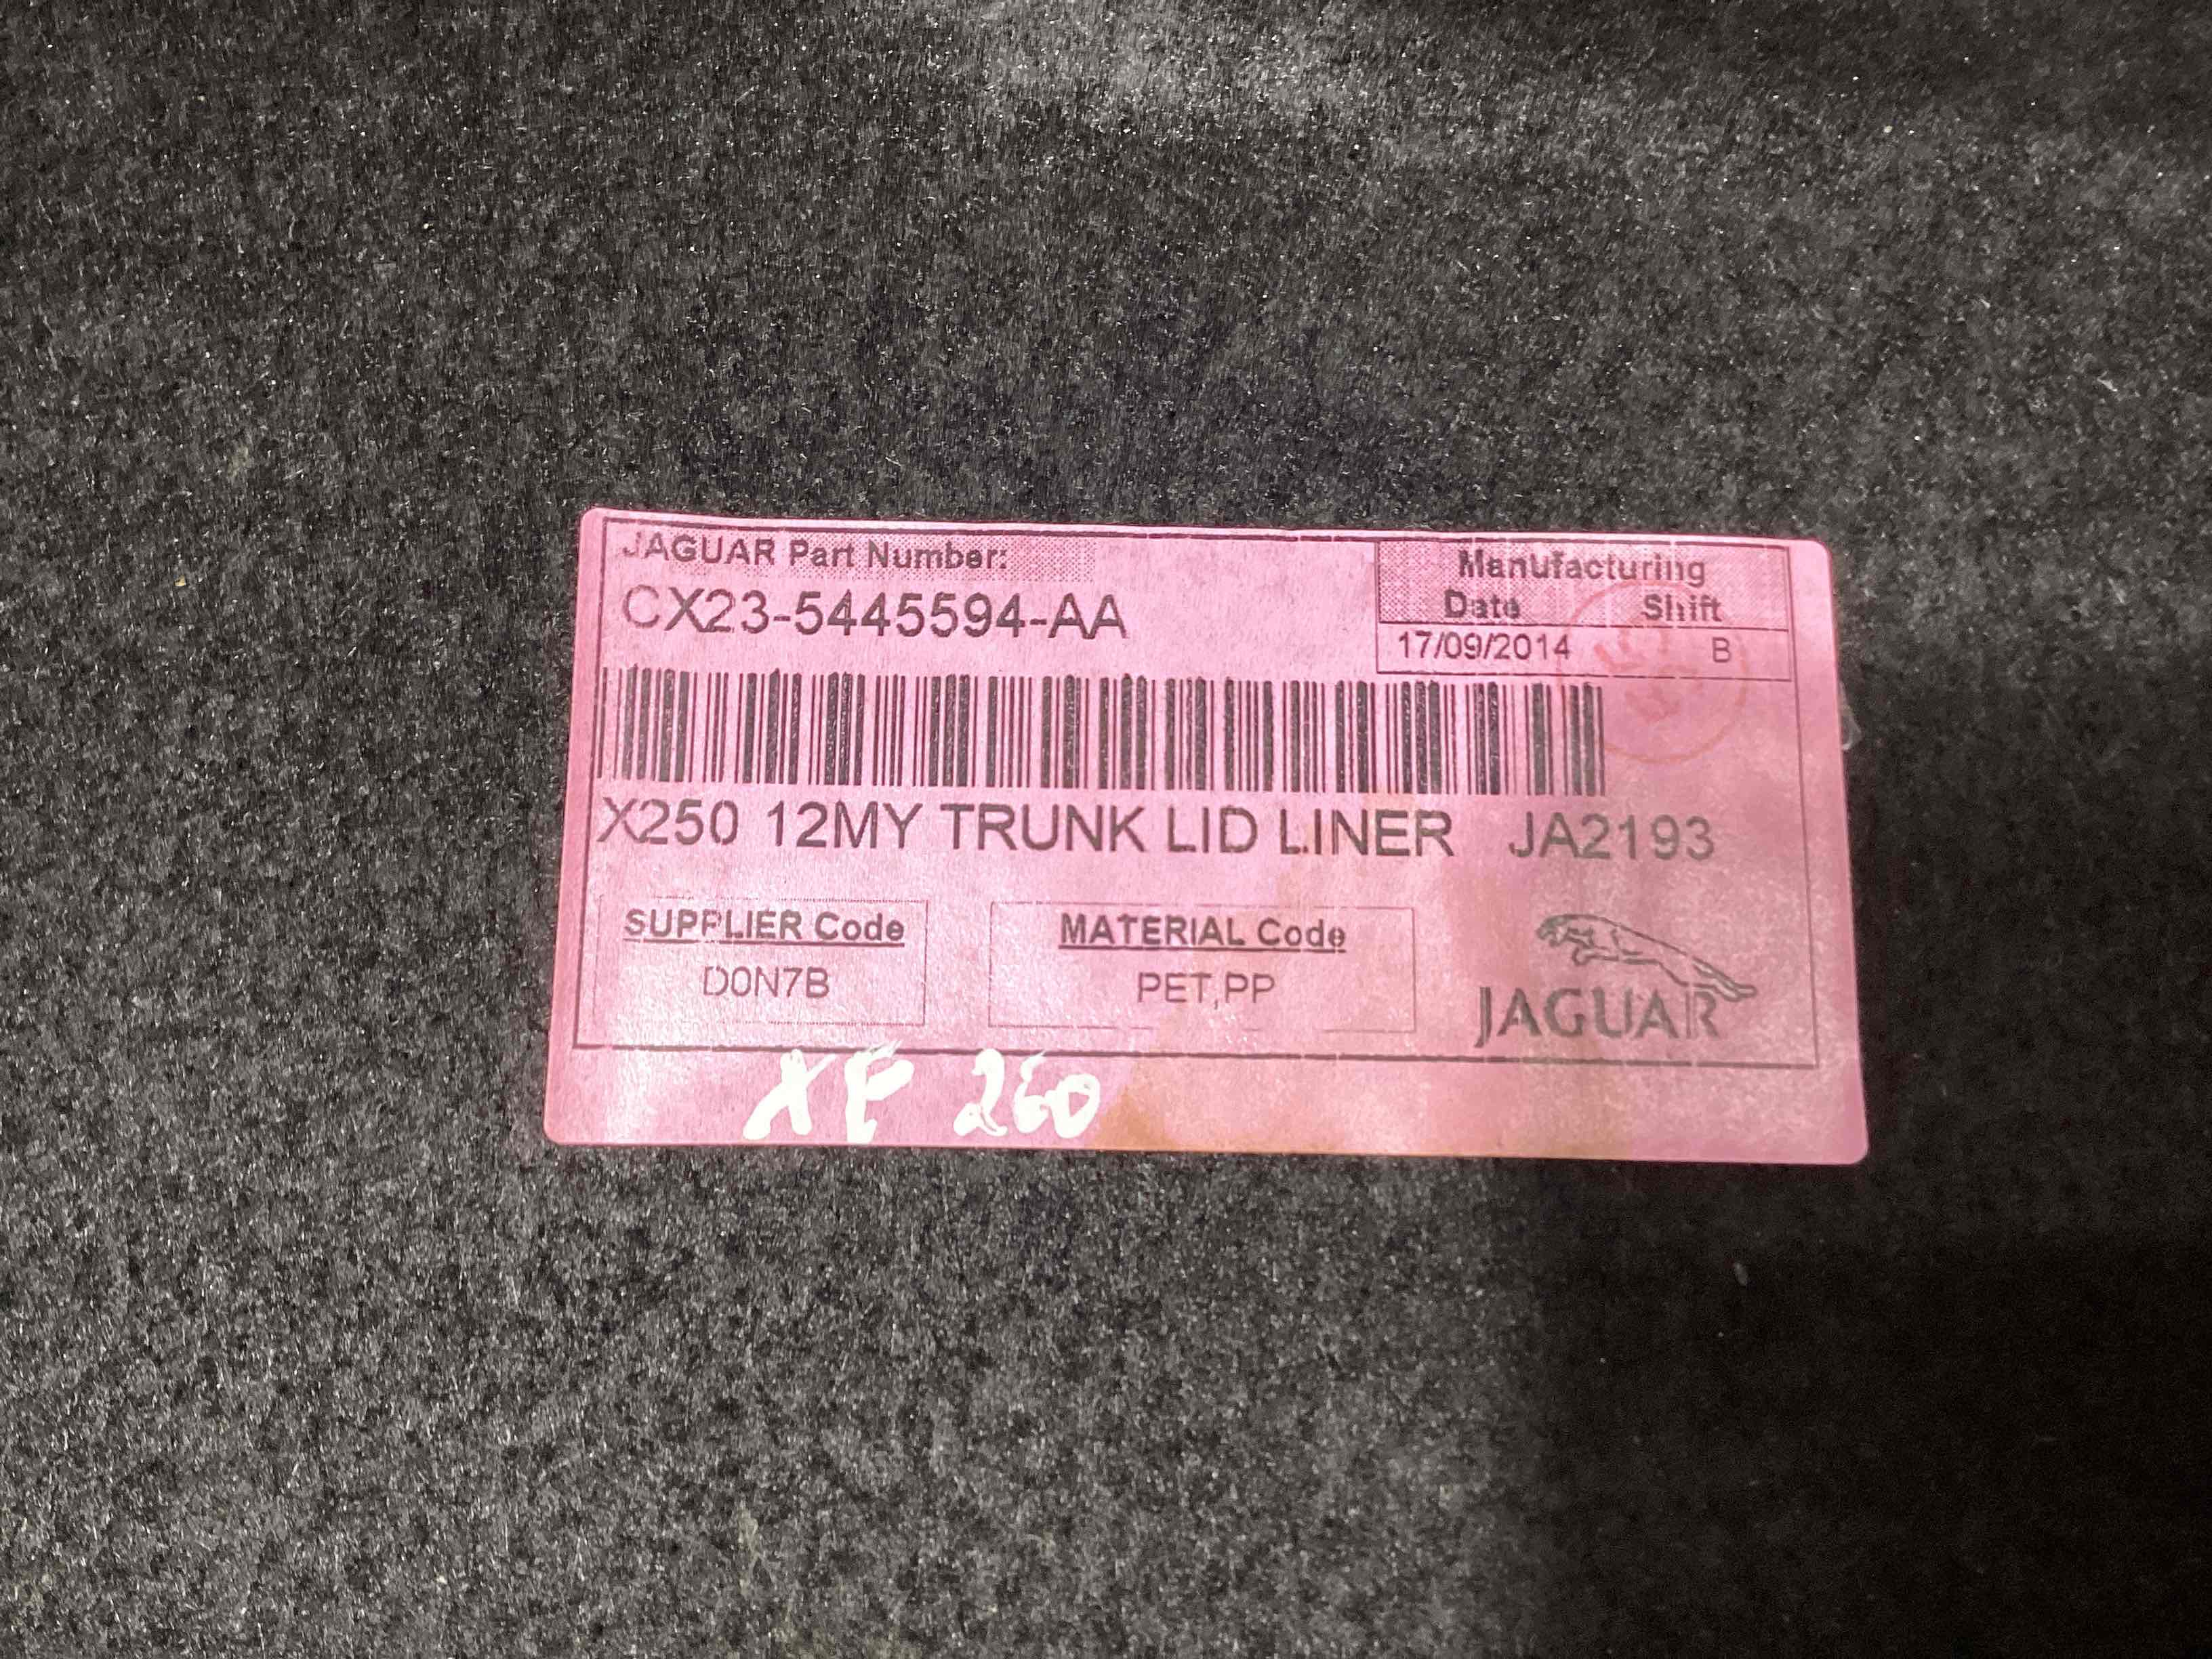 JAGUAR Part Number:
CX23-5445594-AA
Manufacturing
Date Shift
17/09/2014 B
X250 12MY TRUNK LID LINER JA2193
SUPPLIER Code
D0N7B
MATERIAL Code
PET,PP
JAGUAR
XF 260